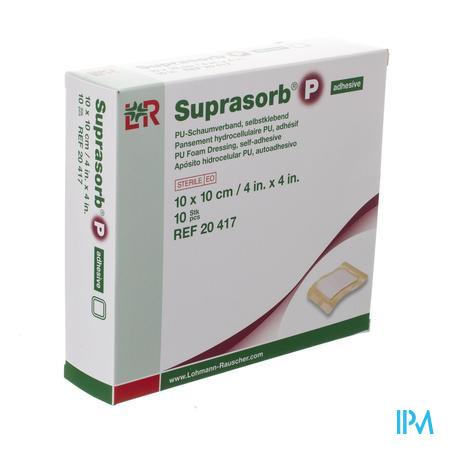 Suprasorb® P
L&R
Suprasorb® P adhesive
PU-Schaumverband, selbstklebend
Pansement hydrocellulaire PU, adhésif
PU Foam Dressing, self-adhesive
Apósito hidrocelular PU, autoadhesivo
STERILE ED
10 x 10 cm / 4 in. x 4 in.
10 Stk pcs
REF 20 417
www.Lohmann-Rauscher.com
Suprasorb® P adhesive
10 x 10 cm / 4 in. x 4 in.
10 Stk pcs
REF 20 417
IPM